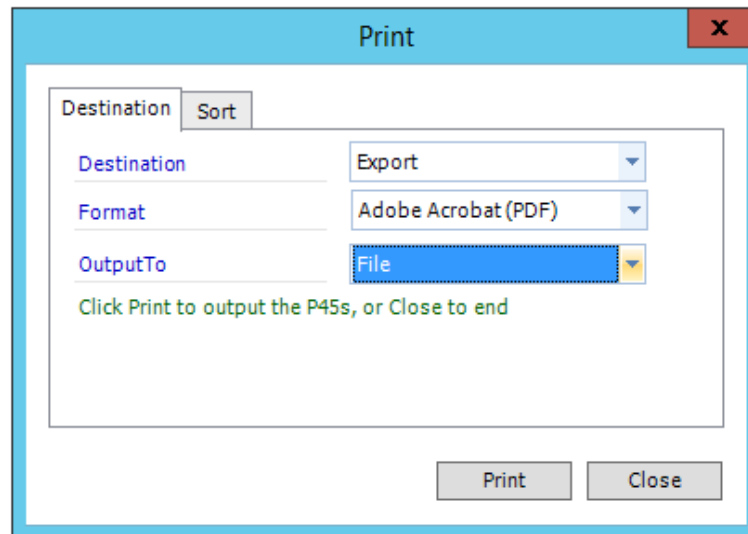 Print
x
Destination Sort
Destination Export
Format Adobe Acrobat (PDF)
OutputTo File
Click Print to output the P45s, or Close to end
Print Close